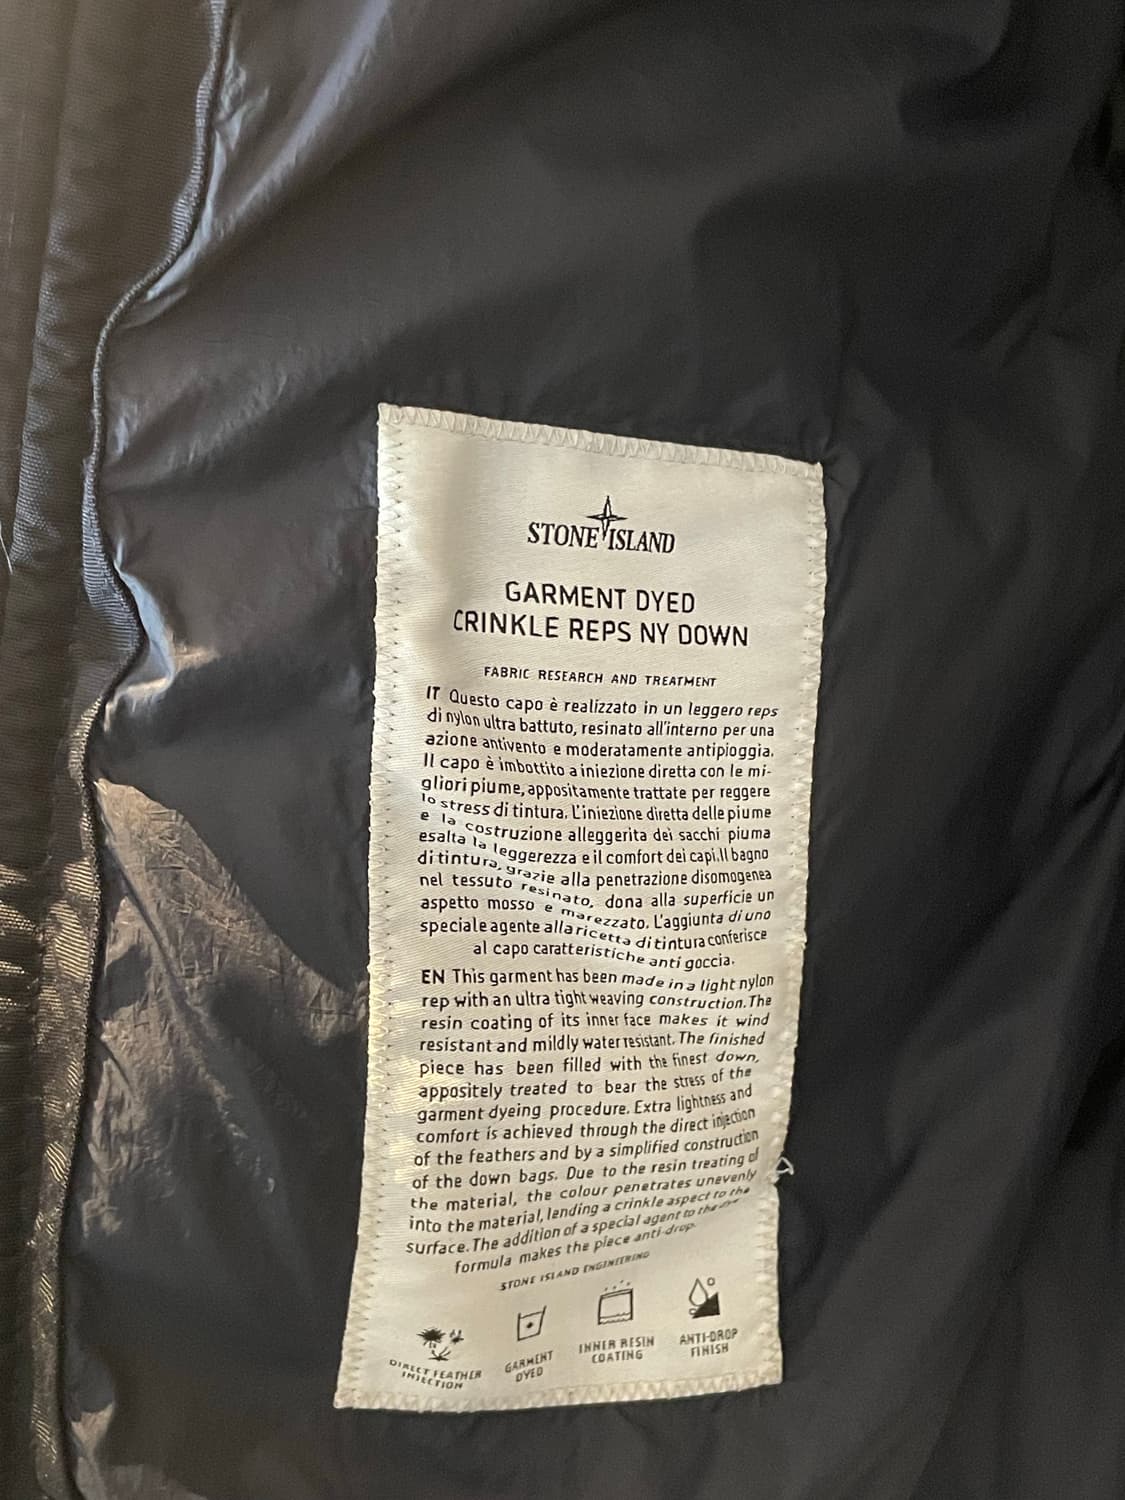 STONE ISLAND
GARMENT DYED
CRINKLE REPS NY DOWN
FABRIC RESEARCH AND TREATMENT
IT Questo capo è realizzato in un leggero reps
di nylon ultra battuto, resinato all'interno per una
azione antivento e moderatamente antipioggia.
Il capo è imbottito a iniezione diretta con le mi-
gliori piume, appositamente trattate per reggere
lo stress di tintura. L'iniezione diretta delle piume
e la costruzione alleggerita dei sacchi piuma
esalta la leggerezza e il comfort dei capi. Il bagno
di tintura, grazie alla penetrazione disomogenea
nel tessuto resinato, dona alla superficie un
aspetto mosso e marezzato. L'aggiunta di uno
speciale agente alla ricetta di tintura conferisce
al capo caratteristiche anti goccia.
EN This garment has been made in a light nylon
rep with an ultra tight weaving construction. The
resin coating of its inner face makes it wind
resistant and mildly water resistant. The finished
piece has been filled with the finest down,
appositely treated to bear the stress of the
garment dyeing procedure. Extra lightness and
comfort is achieved through the direct injection
of the feathers and by a simplified construction
of the down bags. Due to the resin treating of
the material, the colour penetrates unevenly
into the material, lending a crinkle aspect to the
surface. The addition of a special agent to the dye
formula makes the piece anti-drop.
STONE ISLAND ENGINEERING
DIRECT FEATHER
INJECTION
GARMENT
DYED
INNER RESIN
COATING
ANTI-DROP
FINISH